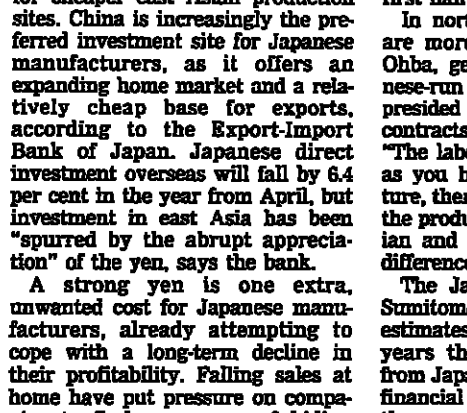 for cheaper east Asian production
sites. China is increasingly the pre-
ferred investment site for Japanese
manufacturers, as it offers an
expanding home market and a rela-
tively cheap base for exports,
according to the Export-Import
Bank of Japan. Japanese direct
investment overseas will fall by 6.4
per cent in the year from April, but
investment in east Asia has been
"spurred by the abrupt apprecia-
tion" of the yen, says the bank.
A strong yen is one extra,
unwanted cost for Japanese manu-
facturers, already attempting to
cope with a long-term decline in
their profitability. Falling sales at
home have put pressure on compa-
In nor
are mor
Ohba, ge
nese-run
presided
contracts
"The labo
as you h
ture, ther
the produ
ian and
difference
The Ja
Sumitom
estimates
years th
from Japa
financial